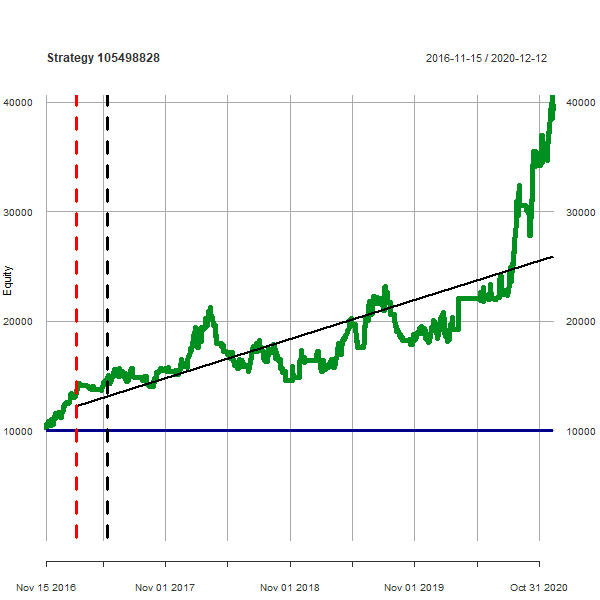 Strategy 105498828
2016-11-15 / 2020-12-12
40000
40000
30000
30000
Equity
20000
20000
10000
10000
Nov 15 2016
Nov 01 2017
Nov 01 2018
Nov 01 2019
Oct 31 2020